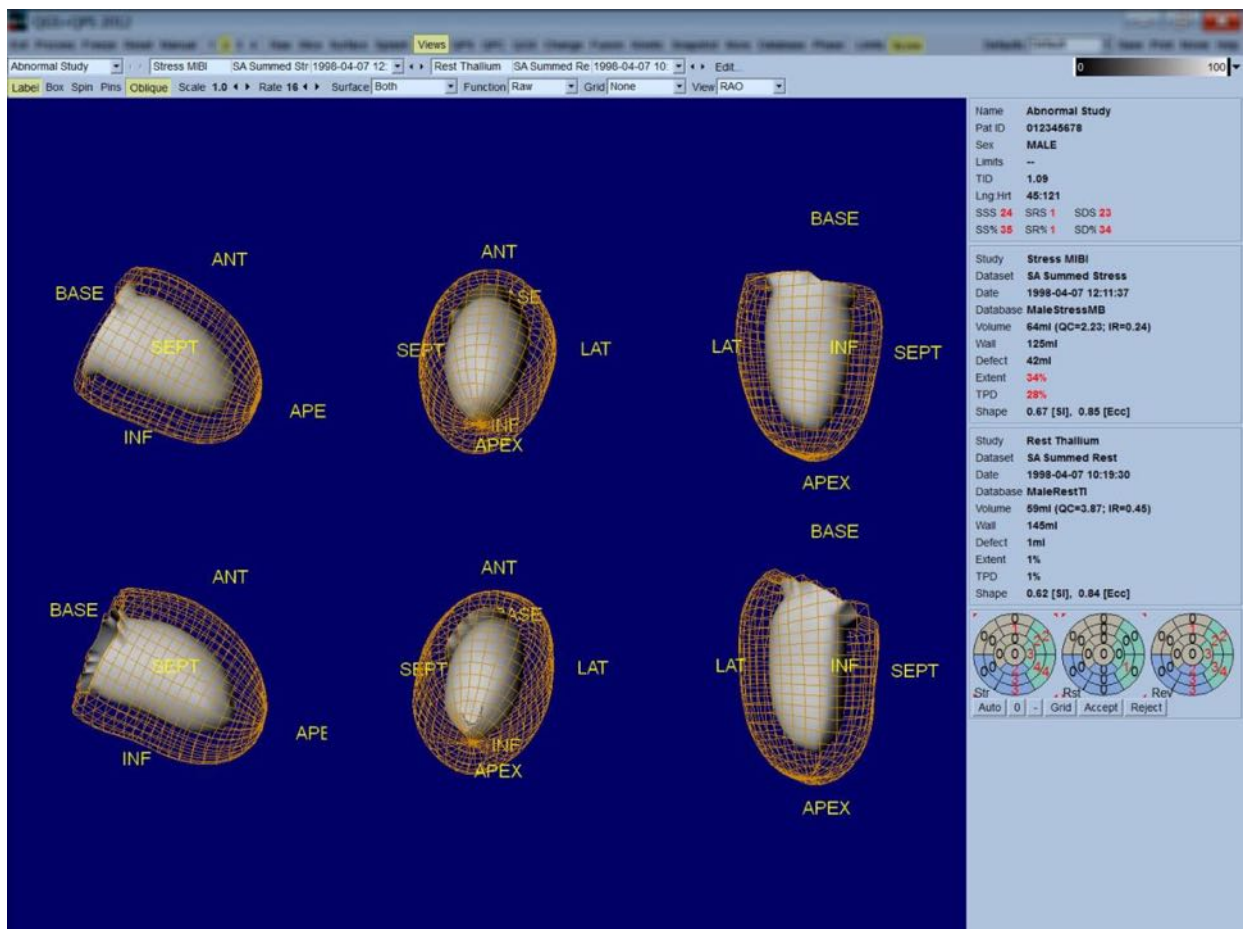 QGS+QPS 2012
Views
Abnormal Study Stress MIBI SA Summed Str 1998-04-07 12: Rest Thallium SA Summed Re 1998-04-07 10: Edit... 0 100
Label Box Spin Pins Oblique Scale 1.0 Rate 16 Surface Both Function Raw Grid None View RAO
Name Abnormal Study
Pat ID 012345678
Sex MALE
Limits --
TID 1.09
Lng:Hrt 45:121
SSS 24 SRS 1 SDS 23
SS% 35 SR% 1 SD% 34
Study Stress MIBI
Dataset SA Summed Stress
Date 1998-04-07 12:11:37
Database MaleStressMB
Volume 64ml (QC=2.23; IR=0.24)
Wall 125ml
Defect 42ml
Extent 34%
TPD 28%
Shape 0.67 [SI], 0.85 [Ecc]
Study Rest Thallium
Dataset SA Summed Rest
Date 1998-04-07 10:19:30
Database MaleRestTl
Volume 59ml (QC=3.87; IR=0.45)
Wall 145ml
Defect 1ml
Extent 1%
TPD 1%
Shape 0.62 [SI], 0.84 [Ecc]
Str Rst Rev
Auto 0 - Grid Accept Reject
ANT
BASE
SEPT
APE
INF
ANT
SE
SEPT
LAT
INF
APEX
BASE
LAT
INF
SEPT
APEX
ANT
BASE
SEPT
APE
INF
ANT
BASE
SEPT
LAT
INF
APEX
BASE
LAT
INF
SEPT
APEX